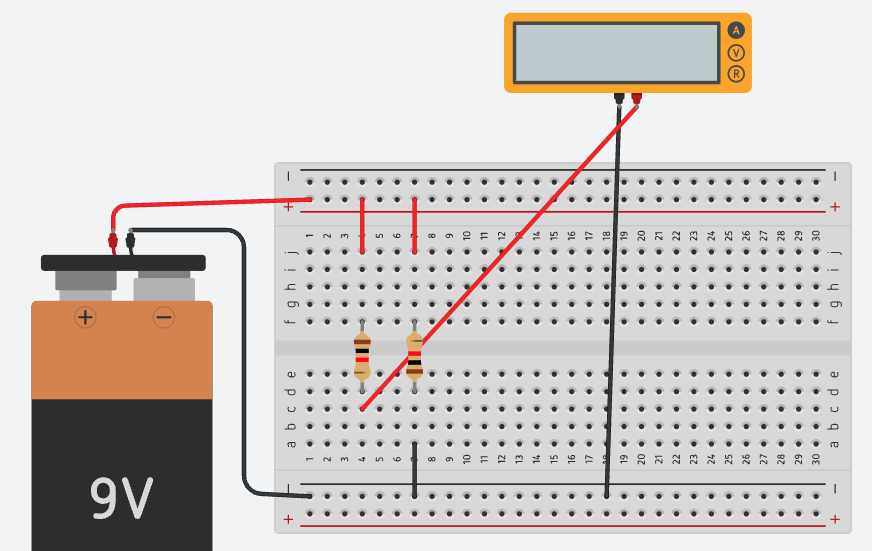 A
V
R
− −
+ +
1 2 3 4 5 6 7 8 9 10 11 12 13 14 15 16 17 18 19 20 21 22 23 24 25 26 27 28 29 30
j j
i i
h h
g g
f f
+ −
e e
d d
c c
b b
a a
1 2 3 4 5 6 7 8 9 10 11 12 13 14 15 16 17 18 19 20 21 22 23 24 25 26 27 28 29 30
9V
− −
+ +